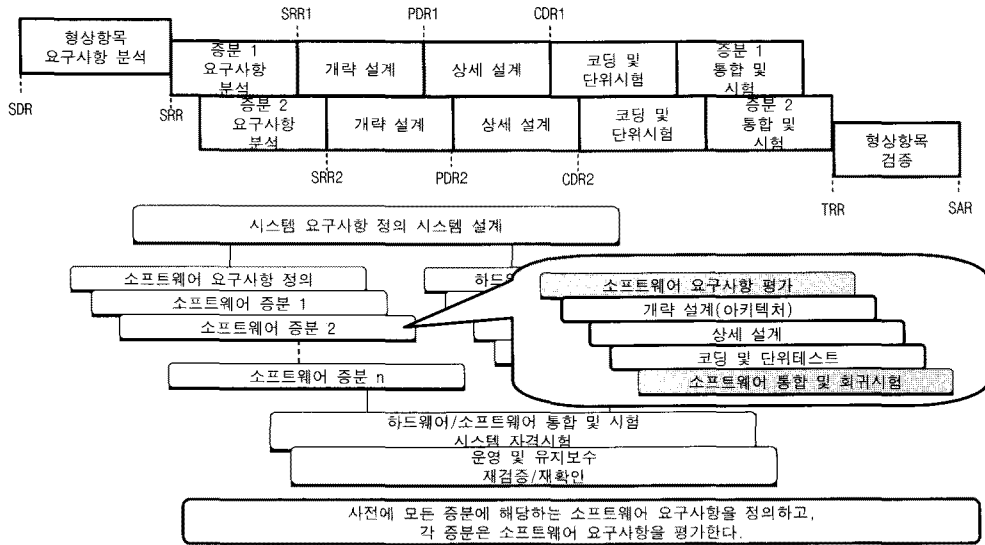 SRR1
PDR1
CDR1
형상항목
요구사항 분석
증분 1
요구사항
분석
개략 설계
상세 설계
코딩 및
단위시험
증분 1
통합 및
시험
SDR
SRR
증분 2
요구사항
분석
개략 설계
상세 설계
코딩 및
단위시험
증분 2
통합 및
시험
형상항목
검증
SRR2
PDR2
CDR2
TRR
SAR
시스템 요구사항 정의 시스템 설계
소프트웨어 요구사항 정의
소프트웨어 증분 1
소프트웨어 증분 2
소프트웨어 증분 n
소프트웨어 요구사항 평가
개략 설계(아키텍처)
상세 설계
코딩 및 단위테스트
소프트웨어 통합 및 회귀시험
하드웨어/소프트웨어 통합 및 시험
시스템 자격시험
운영 및 유지보수
재검증/재확인
사전에 모든 증분에 해당하는 소프트웨어 요구사항을 정의하고,
각 증분은 소프트웨어 요구사항을 평가한다.